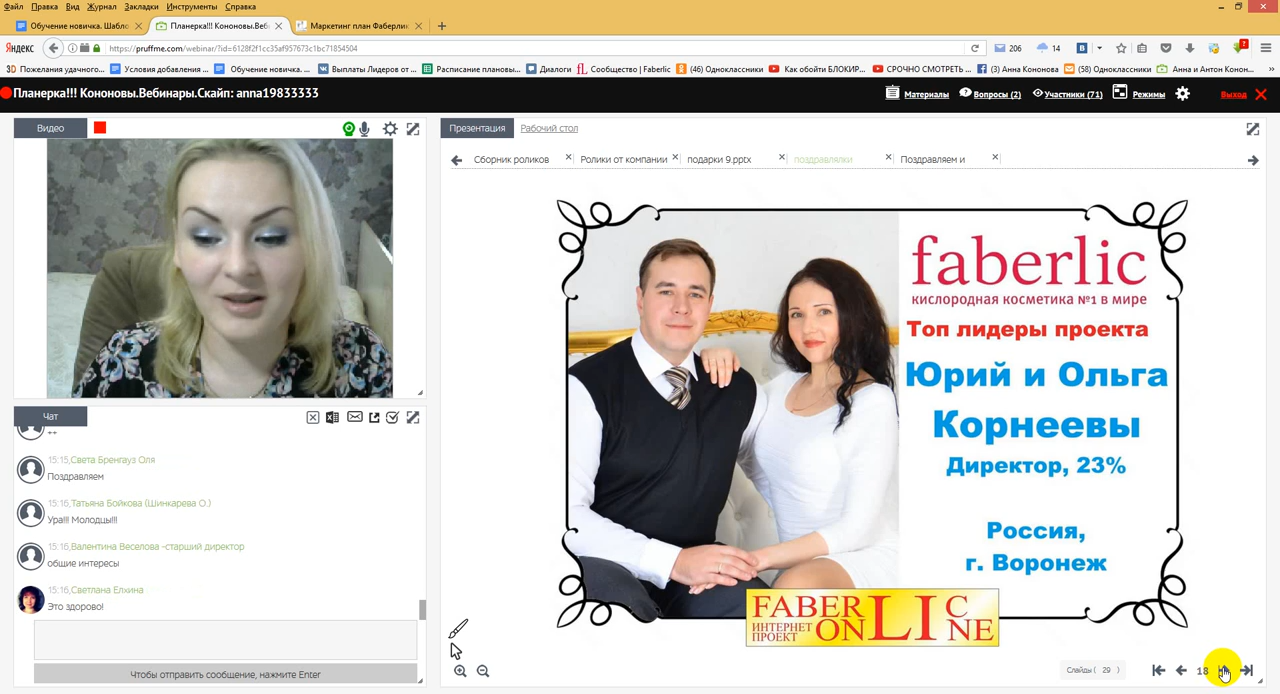 Файл Правка Вид Журнал Закладки Инструменты Справка
Обучение новичка. Шабло
Планерка!!! Кононовы.Веб
Маркетинг план Фаберлик
Яндекс
https://pruffme.com/webinar/?id=6128f2f1cc35af957673c1bc71854504
206
14
В
7
3D Пожелания удачного...
Условия добавления ...
Обучение новичка. ...
Выплаты Лидеров от ...
Расписание плановы...
Диалоги
Сообщество | Faberlic
(46) Одноклассники
Как обойти БЛОКИР...
СРОЧНО СМОТРЕТЬ ...
(3) Анна Кононова
(58) Одноклассники
Анна и Антон Конон...
Планерка!!! Кононовы.Вебинары.Скайп: anna19833333
Материалы
Вопросы (2)
Участники (71)
Режимы
Выход
Видео
Презентация
Рабочий стол
Сборник роликов
Ролики от компании
подарки 9.pptx
поздравлялки
Поздравляем и
faberlic
кислородная косметика №1 в мире
Топ лидеры проекта
Юрий и Ольга
Корнеевы
Директор, 23%
Россия,
г. Воронеж
FABERLIC
ИНТЕРНЕТ
ПРОЕКТ
ONLINE
Чат
++
15:15, Света Бренгауз Оля
Поздравляем
15:16, Татьяна Бойкова (Шинкарева О.)
Ура!!! Молодцы!!!
15:16, Валентина Веселова -старший директор
общие интересы
15:16, Светлана Елхина
Это здорово!
Чтобы отправить сообщение, нажмите Enter
Слайды ( 29 )
18